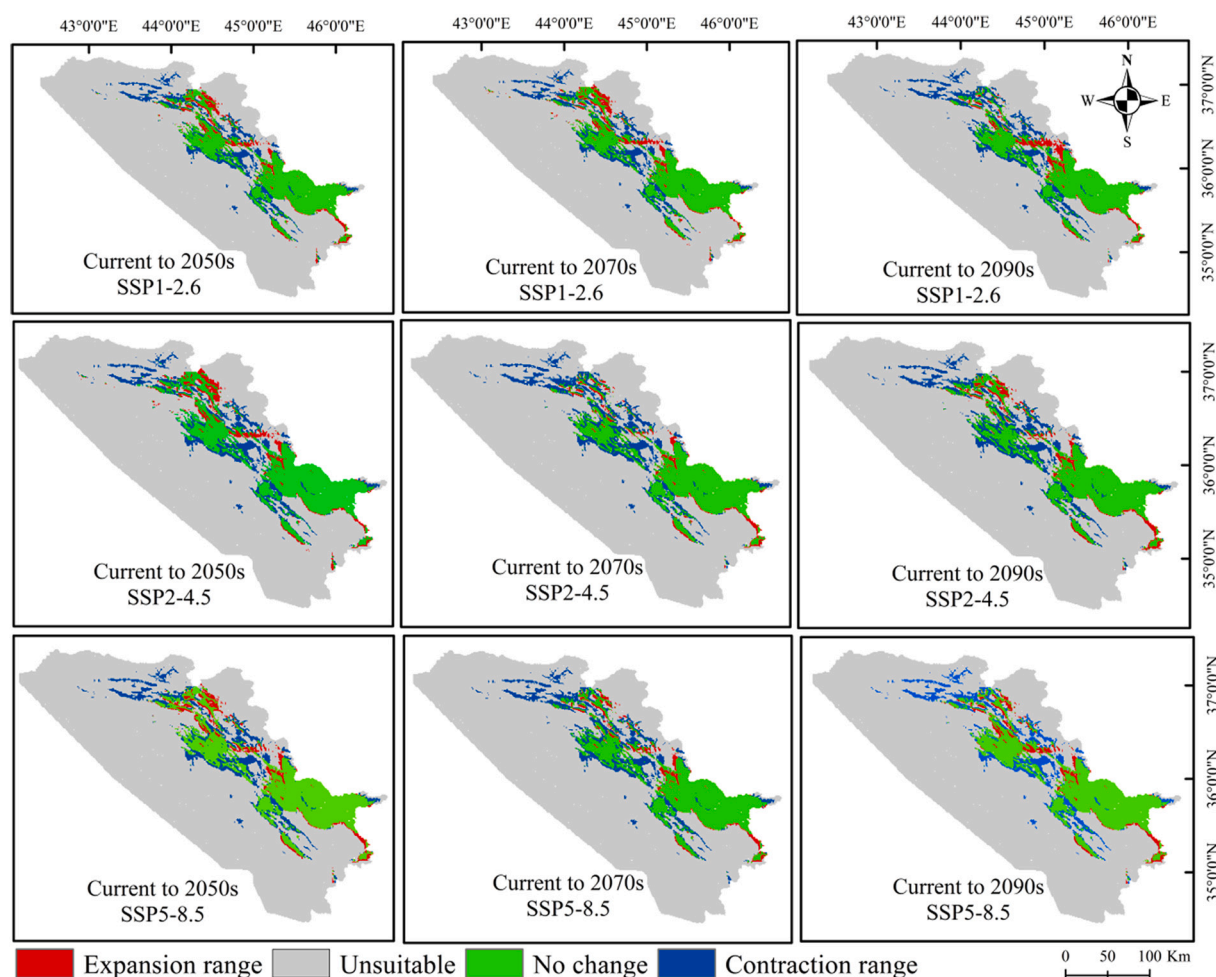 43°0'0"E 44°0'0"E 45°0'0"E 46°0'0"E 43°0'0"E 44°0'0"E 45°0'0"E 46°0'0"E 43°0'0"E 44°0'0"E 45°0'0"E 46°0'0"E
N
W E
S
37°0'0"N
36°0'0"N
35°0'0"N
Current to 2050s
SSP1-2.6
Current to 2070s
SSP1-2.6
Current to 2090s
SSP1-2.6
37°0'0"N
36°0'0"N
35°0'0"N
Current to 2050s
SSP2-4.5
Current to 2070s
SSP2-4.5
Current to 2090s
SSP2-4.5
37°0'0"N
36°0'0"N
35°0'0"N
Current to 2050s
SSP5-8.5
Current to 2070s
SSP5-8.5
Current to 2090s
SSP5-8.5
Expansion range Unsuitable No change Contraction range
0 50 100 Km